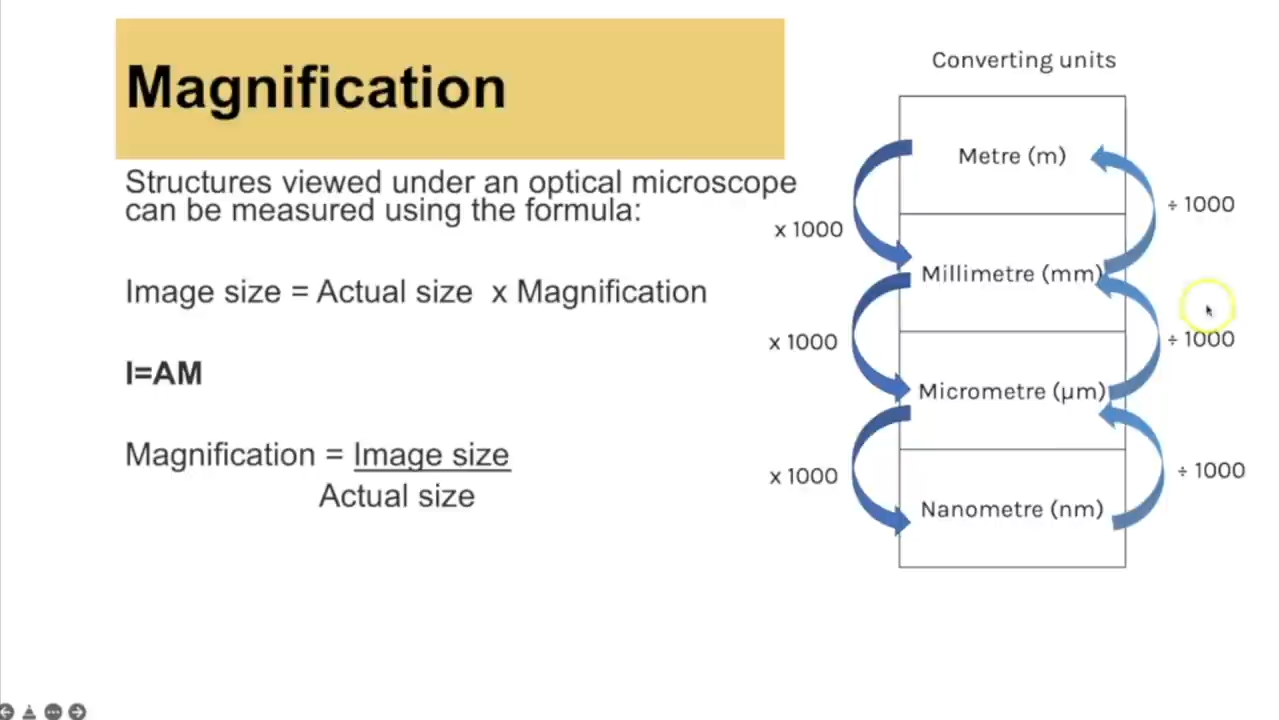 Magnification
Structures viewed under an optical microscope
can be measured using the formula:
Image size = Actual size x Magnification
I=AM
Magnification = Image size
Actual size
Converting units
Metre (m)
x 1000
÷ 1000
Millimetre (mm)
x 1000
÷ 1000
Micrometre (µm)
x 1000
÷ 1000
Nanometre (nm)